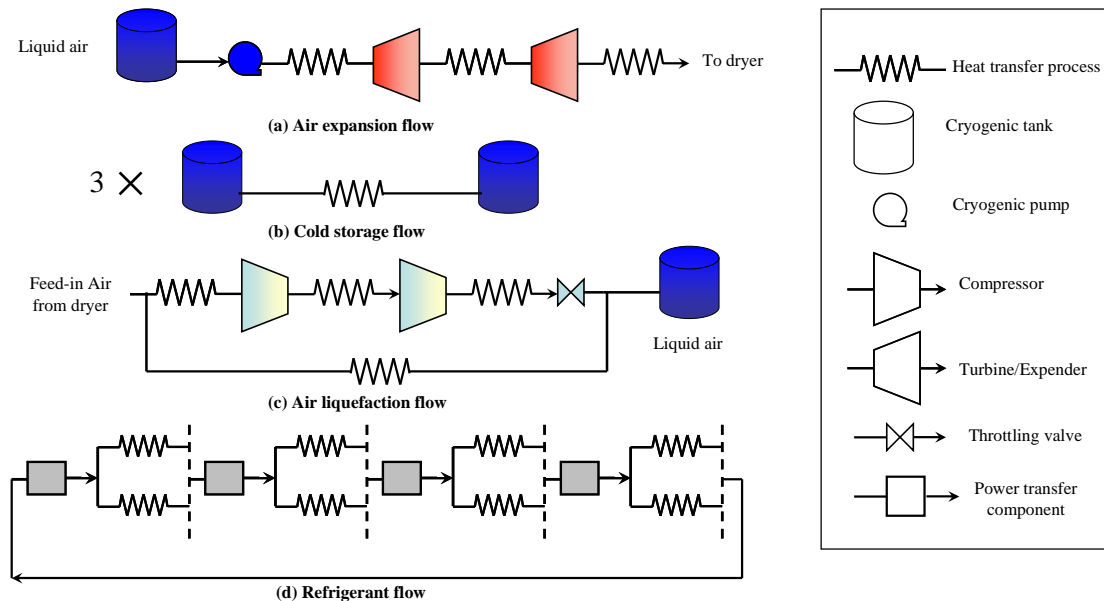 Liquid air
To dryer
(a) Air expansion flow
3 ×
(b) Cold storage flow
Feed-in Air
from dryer
Liquid air
(c) Air liquefaction flow
(d) Refrigerant flow
Heat transfer process
Cryogenic tank
Cryogenic pump
Compressor
Turbine/Expender
Throttling valve
Power transfer
component